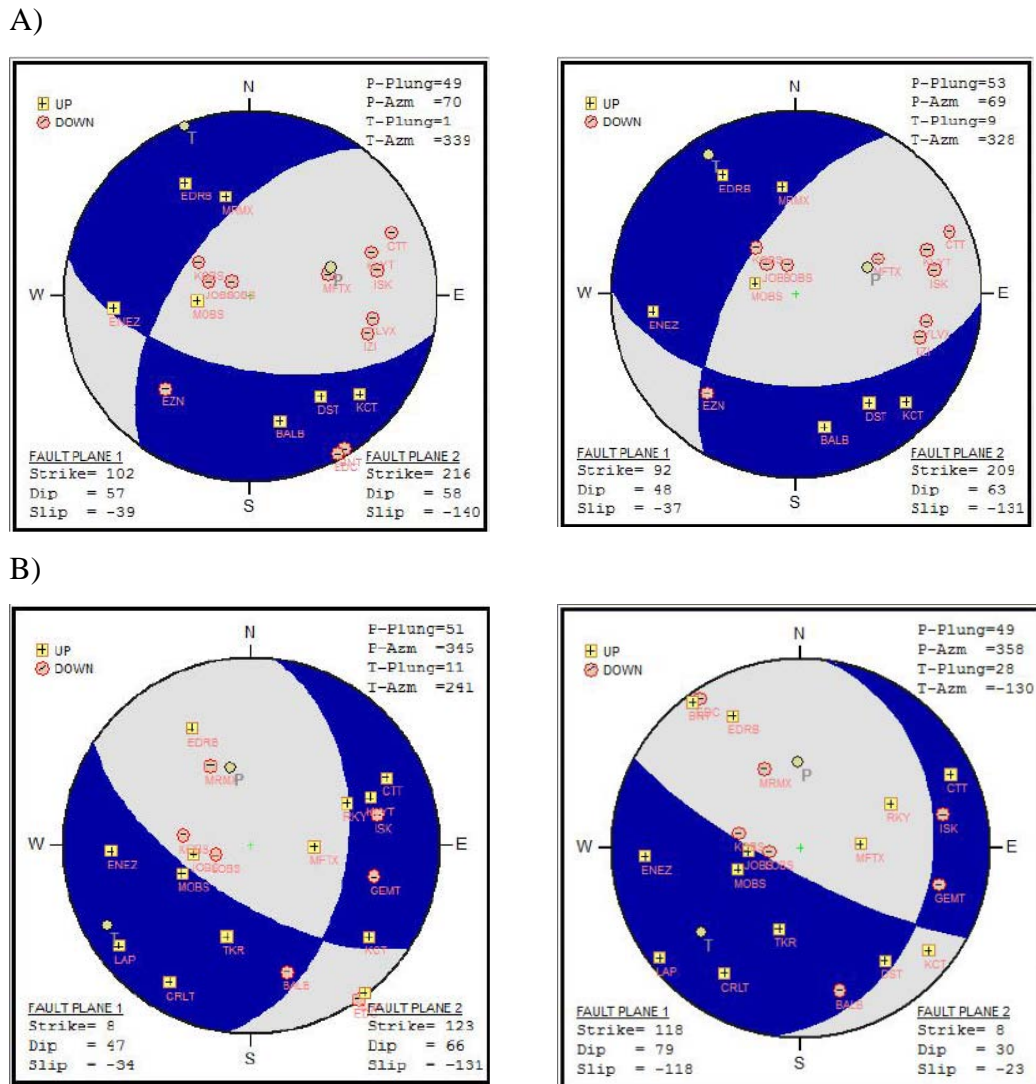 A)
N
UP
DOWN
P-Plung=49
P-Azm =70
T-Plung=1
T-Azm =339
T
EDRB
MRMX
CTT
P
MFTX
ISK
W
E
MOBS
ENEZ
IZI
EZN
DST
KCT
BALB
FAULT PLANE 1
Strike= 102
Dip = 57
Slip = -39
S
FAULT PLANE 2
Strike= 216
Dip = 58
Slip = -140
N
UP
DOWN
P-Plung=53
P-Azm =69
T-Plung=9
T-Azm =328
T
EDRB
MRMX
CTT
MFTX
P
ISK
W
E
MOBS
ENEZ
IZI
EZN
DST
KCT
BALB
FAULT PLANE 1
Strike= 92
Dip = 48
Slip = -37
S
FAULT PLANE 2
Strike= 209
Dip = 63
Slip = -131
B)
N
UP
DOWN
P-Plung=51
P-Azm =345
T-Plung=11
T-Azm =241
EDRB
MRMX
P
CTT
RKY
ISK
W
E
ENEZ
MFTX
MOBS
GEMT
T
LAP
TKR
KCT
CRLT
BALB
FAULT PLANE 1
Strike= 8
Dip = 47
Slip = -34
S
FAULT PLANE 2
Strike= 123
Dip = 66
Slip = -131
N
UP
DOWN
P-Plung=49
P-Azm =358
T-Plung=28
T-Azm =-130
EDRB
MRMX
P
CTT
RKY
ISK
W
E
ENEZ
MFTX
MOBS
GEMT
T
LAP
TKR
KCT
CRLT
DST
BALB
FAULT PLANE 1
Strike= 118
Dip = 79
Slip = -118
S
FAULT PLANE 2
Strike= 8
Dip = 30
Slip = -23